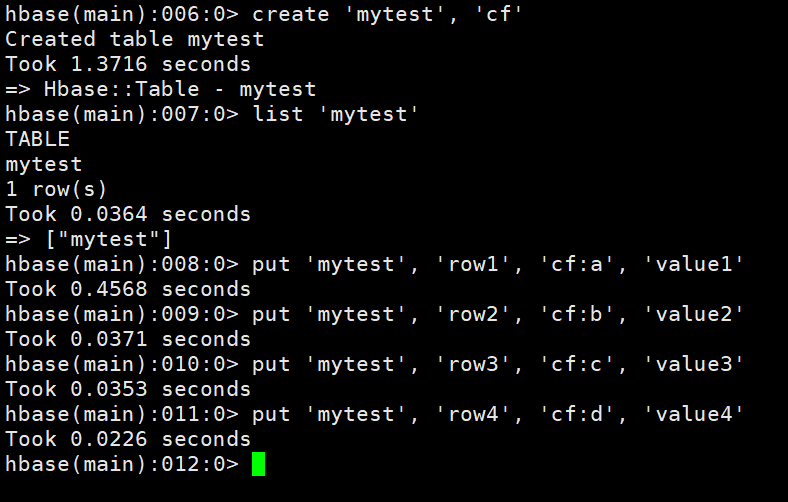 hbase(main):006:0> create 'mytest', 'cf'
Created table mytest
Took 1.3716 seconds
=> Hbase::Table - mytest
hbase(main):007:0> list 'mytest'
TABLE
mytest
1 row(s)
Took 0.0364 seconds
=> ["mytest"]
hbase(main):008:0> put 'mytest', 'row1', 'cf:a', 'value1'
Took 0.4568 seconds
hbase(main):009:0> put 'mytest', 'row2', 'cf:b', 'value2'
Took 0.0371 seconds
hbase(main):010:0> put 'mytest', 'row3', 'cf:c', 'value3'
Took 0.0353 seconds
hbase(main):011:0> put 'mytest', 'row4', 'cf:d', 'value4'
Took 0.0226 seconds
hbase(main):012:0>